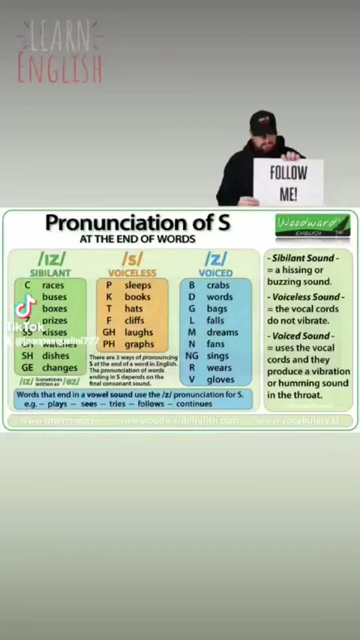 LEARN
ENGLISH
FOLLOW
ME!
Pronunciation of S
AT THE END OF WORDS
Woodward
ENGLISH
/ɪz/
SIBILANT
C races
buses
boxes
prizes
SS kisses
SH dishes
GE changes
/ɪz/ Sometimes written as /əz/
/s/
VOICELESS
P sleeps
K books
T hats
F cliffs
GH laughs
PH graphs
There are 3 ways of pronouncing
S at the end of a word in English.
The pronunciation of words
ending in S depends on the
final consonant sound.
/z/
VOICED
B crabs
D words
G bags
L falls
M dreams
N fans
NG sings
R wears
V gloves
- Sibilant Sound -
= a hissing or
buzzing sound.
- Voiceless Sound -
= the vocal cords
do not vibrate.
- Voiced Sound -
= uses the vocal
cords and they
produce a vibration
or humming sound
in the throat.
Words that end in a vowel sound use the /z/ pronunciation for S.
e.g. – plays – sees – tries – follows – continues
TikTok